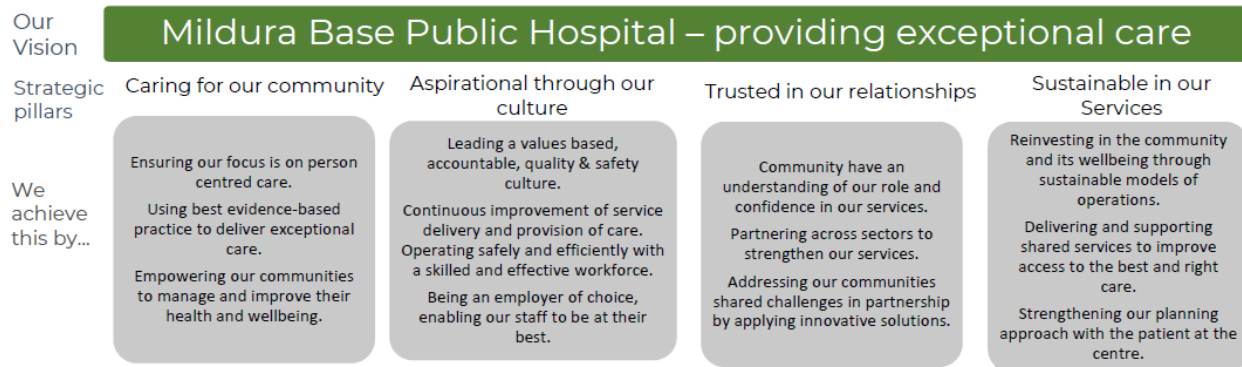 Our
Vision
Mildura Base Public Hospital – providing exceptional care
Strategic
pillars
Caring for our community
Aspirational through our
culture
Trusted in our relationships
Sustainable in our
Services
We
achieve
this by...
Ensuring our focus is on person
centred care.
Using best evidence-based
practice to deliver exceptional
care.
Empowering our communities
to manage and improve their
health and wellbeing.
Leading a values based,
accountable, quality & safety
culture.
Continuous improvement of service
delivery and provision of care.
Operating safely and efficiently with
a skilled and effective workforce.
Being an employer of choice,
enabling our staff to be at their
best.
Community have an
understanding of our role and
confidence in our services.
Partnering across sectors to
strengthen our services.
Addressing our communities
shared challenges in partnership
by applying innovative solutions.
Reinvesting in the community
and its wellbeing through
sustainable models of
operations.
Delivering and supporting
shared services to improve
access to the best and right
care.
Strengthening our planning
approach with the patient at the
centre.